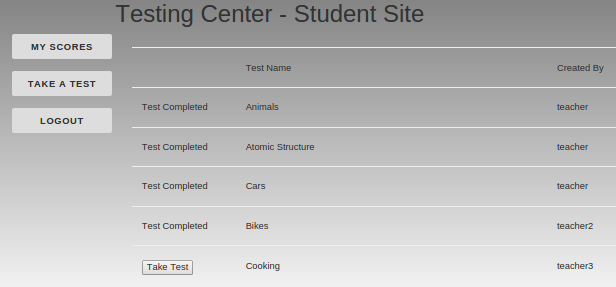 Testing Center - Student Site
MY SCORES
TAKE A TEST
LOGOUT
Test Name Created By
Test Completed Animals teacher
Test Completed Atomic Structure teacher
Test Completed Cars teacher
Test Completed Bikes teacher2
Take Test Cooking teacher3